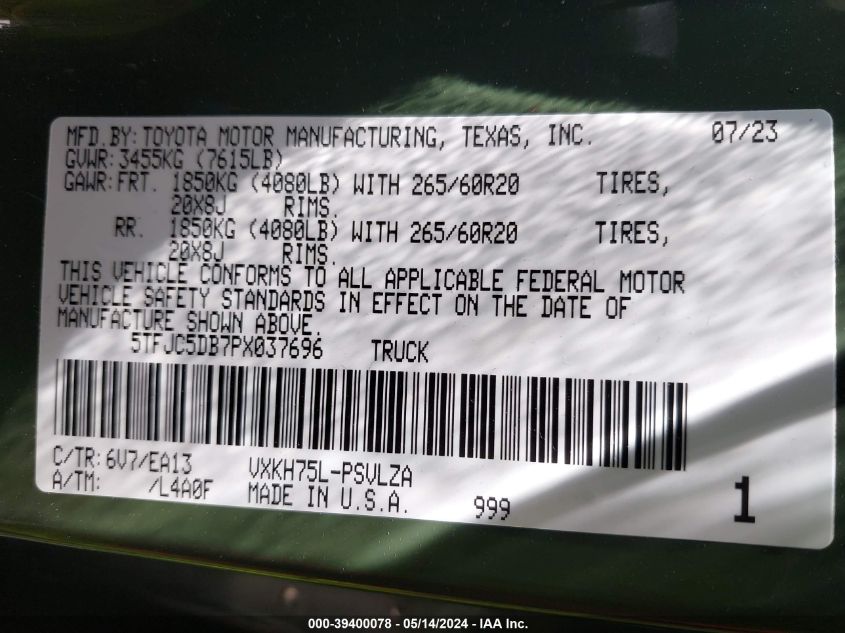 MFD.BY:TOYOTA MOTOR MANUFACTURING, TEXAS, INC. 07/23
GVWR:3455KG (7615LB)
GAWR:FRT. 1850KG (4080LB) WITH 265/60R20 TIRES,
20X8J RIMS.
RR. 1850KG (4080LB) WITH 265/60R20 TIRES,
20X8J RIMS.
THIS VEHICLE CONFORMS TO ALL APPLICABLE FEDERAL MOTOR
VEHICLE SAFETY STANDARDS IN EFFECT ON THE DATE OF
MANUFACTURE SHOWN ABOVE.
5TFJC5DB7PX037696 TRUCK
C/TR:6V7/EA13 VXKH75L-PSVLZA
A/TM: /L4A0F MADE IN U.S.A. 999 1
000-39400078 - 05/14/2024 - IAA Inc.